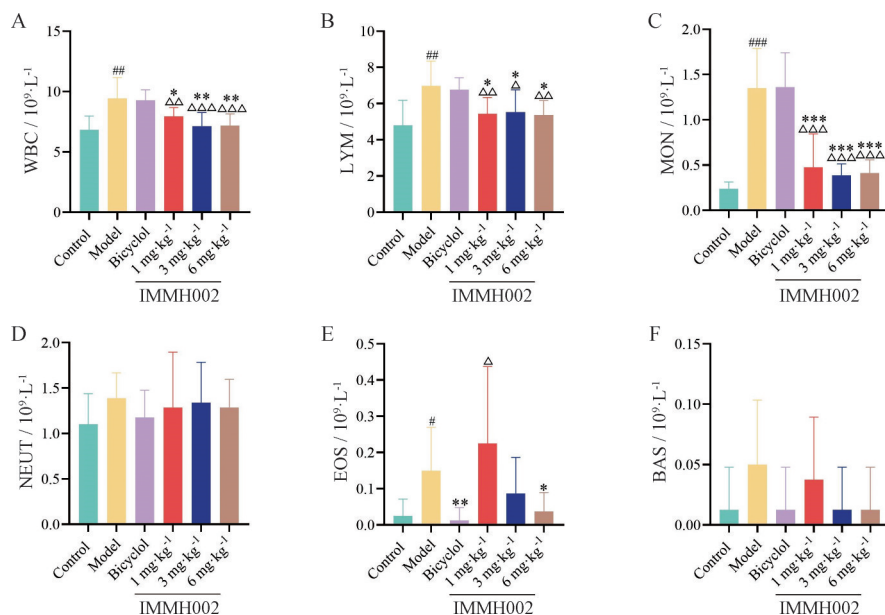 A
WBC / 10⁹·L⁻¹
15
10
5
0
##
*
△△
**
△△△
**
△△△
Control
Model
Bicyclol
1 mg·kg⁻¹
3 mg·kg⁻¹
6 mg·kg⁻¹
IMMH002
B
LYM / 10⁹·L⁻¹
10
8
6
4
2
0
##
*
△△
*
△
*
△△
Control
Model
Bicyclol
1 mg·kg⁻¹
3 mg·kg⁻¹
6 mg·kg⁻¹
IMMH002
C
MON / 10⁹·L⁻¹
2.0
1.5
1.0
0.5
0.0
###
***
△△△
***
△△△
***
△△△
Control
Model
Bicyclol
1 mg·kg⁻¹
3 mg·kg⁻¹
6 mg·kg⁻¹
IMMH002
D
NEUT / 10⁹·L⁻¹
2.0
1.5
1.0
0.5
0.0
Control
Model
Bicyclol
1 mg·kg⁻¹
3 mg·kg⁻¹
6 mg·kg⁻¹
IMMH002
E
EOS / 10⁹·L⁻¹
0.5
0.4
0.3
0.2
0.1
0.0
#
**
△
*
Control
Model
Bicyclol
1 mg·kg⁻¹
3 mg·kg⁻¹
6 mg·kg⁻¹
IMMH002
F
BAS / 10⁹·L⁻¹
0.15
0.10
0.05
0.00
Control
Model
Bicyclol
1 mg·kg⁻¹
3 mg·kg⁻¹
6 mg·kg⁻¹
IMMH002